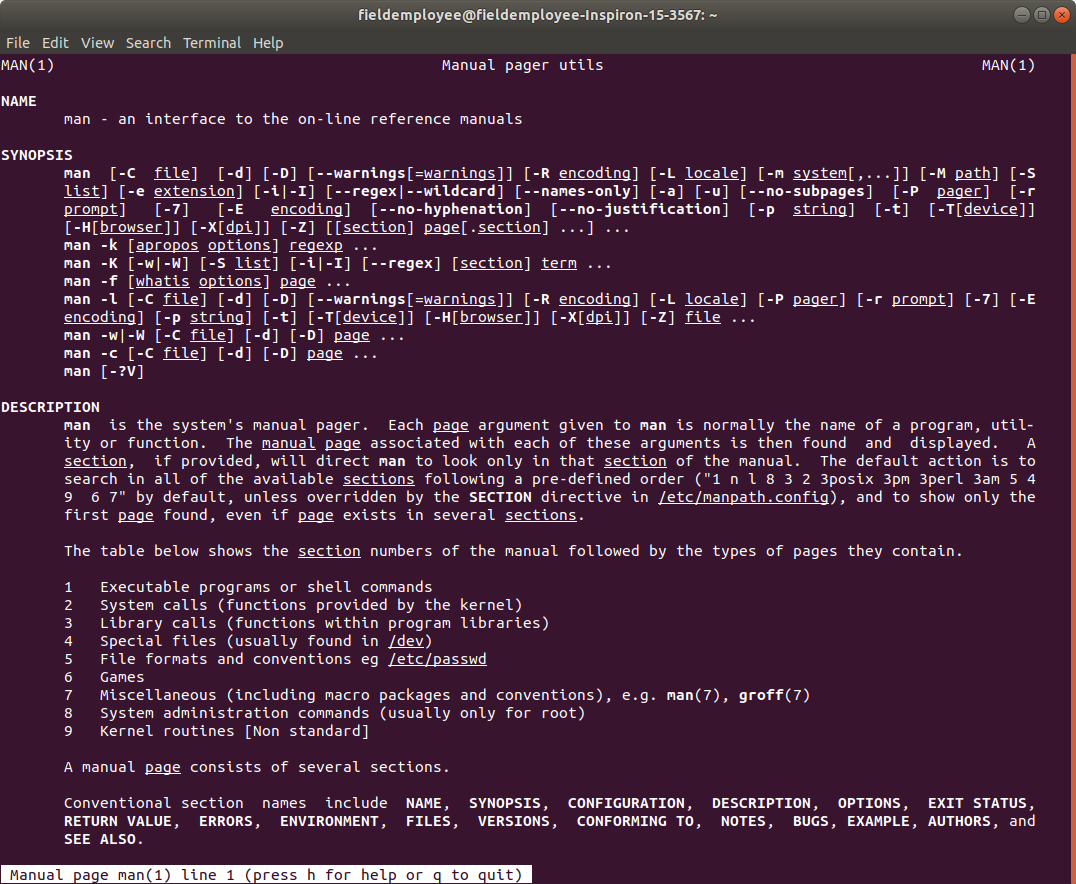 fieldemployee@fieldemployee-Inspiron-15-3567: ~
File Edit View Search Terminal Help
MAN(1) Manual pager utils MAN(1)
NAME
man - an interface to the on-line reference manuals
SYNOPSIS
man [-C file] [-d] [-D] [--warnings[=warnings]] [-R encoding] [-L locale] [-m system[,...]] [-M path] [-S
list] [-e extension] [-i|-I] [--regex|--wildcard] [--names-only] [-a] [-u] [--no-subpages] [-P pager] [-r
prompt] [-7] [-E encoding] [--no-hyphenation] [--no-justification] [-p string] [-t] [-T[device]]
[-H[browser]] [-X[dpi]] [-Z] [[section] page[.section] ...] ...
man -k [apropos options] regexp ...
man -K [-w|-W] [-S list] [-i|-I] [--regex] [section] term ...
man -f [whatis options] page ...
man -l [-C file] [-d] [-D] [--warnings[=warnings]] [-R encoding] [-L locale] [-P pager] [-r prompt] [-7] [-E
encoding] [-p string] [-t] [-T[device]] [-H[browser]] [-X[dpi]] [-Z] file ...
man -w|-W [-C file] [-d] [-D] page ...
man -c [-C file] [-d] [-D] page ...
man [-?V]
DESCRIPTION
man is the system's manual pager. Each page argument given to man is normally the name of a program, util-
ity or function. The manual page associated with each of these arguments is then found and displayed. A
section, if provided, will direct man to look only in that section of the manual. The default action is to
search in all of the available sections following a pre-defined order ("1 n l 8 3 2 3posix 3pm 3perl 3am 5 4
9 6 7" by default, unless overridden by the SECTION directive in /etc/manpath.config), and to show only the
first page found, even if page exists in several sections.
The table below shows the section numbers of the manual followed by the types of pages they contain.
1 Executable programs or shell commands
2 System calls (functions provided by the kernel)
3 Library calls (functions within program libraries)
4 Special files (usually found in /dev)
5 File formats and conventions eg /etc/passwd
6 Games
7 Miscellaneous (including macro packages and conventions), e.g. man(7), groff(7)
8 System administration commands (usually only for root)
9 Kernel routines [Non standard]
A manual page consists of several sections.
Conventional section names include NAME, SYNOPSIS, CONFIGURATION, DESCRIPTION, OPTIONS, EXIT STATUS,
RETURN VALUE, ERRORS, ENVIRONMENT, FILES, VERSIONS, CONFORMING TO, NOTES, BUGS, EXAMPLE, AUTHORS, and
SEE ALSO.
Manual page man(1) line 1 (press h for help or q to quit)